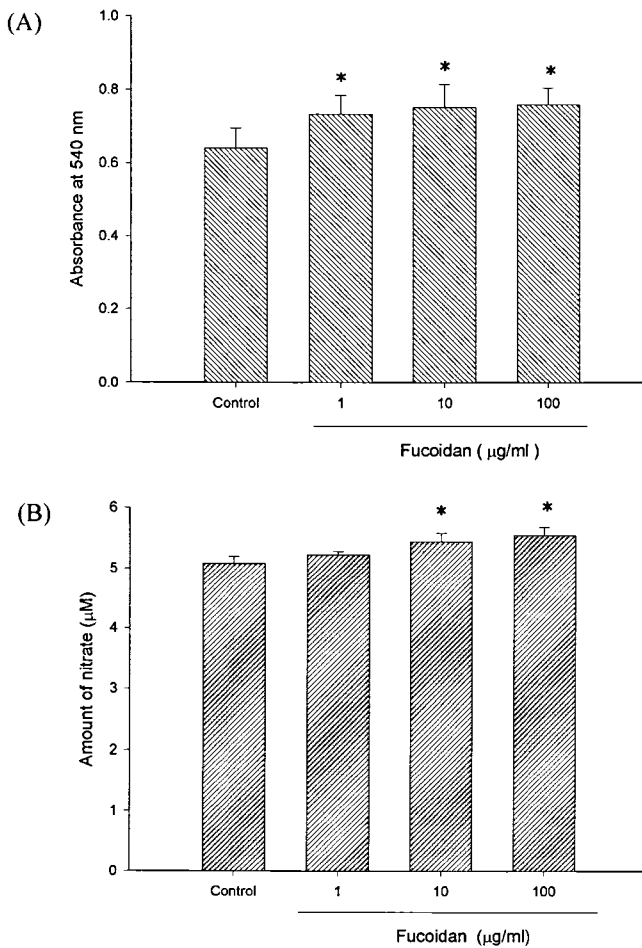 (A)
1.0
0.8
0.6
0.4
0.2
0.0
Absorbance at 540 nm
* * *
Control 1 10 100
Fucoidan ( μg/ml )
(B)
6
5
4
3
2
1
0
Amount of nitrate (μM)
* *
Control 1 10 100
Fucoidan (μg/ml)